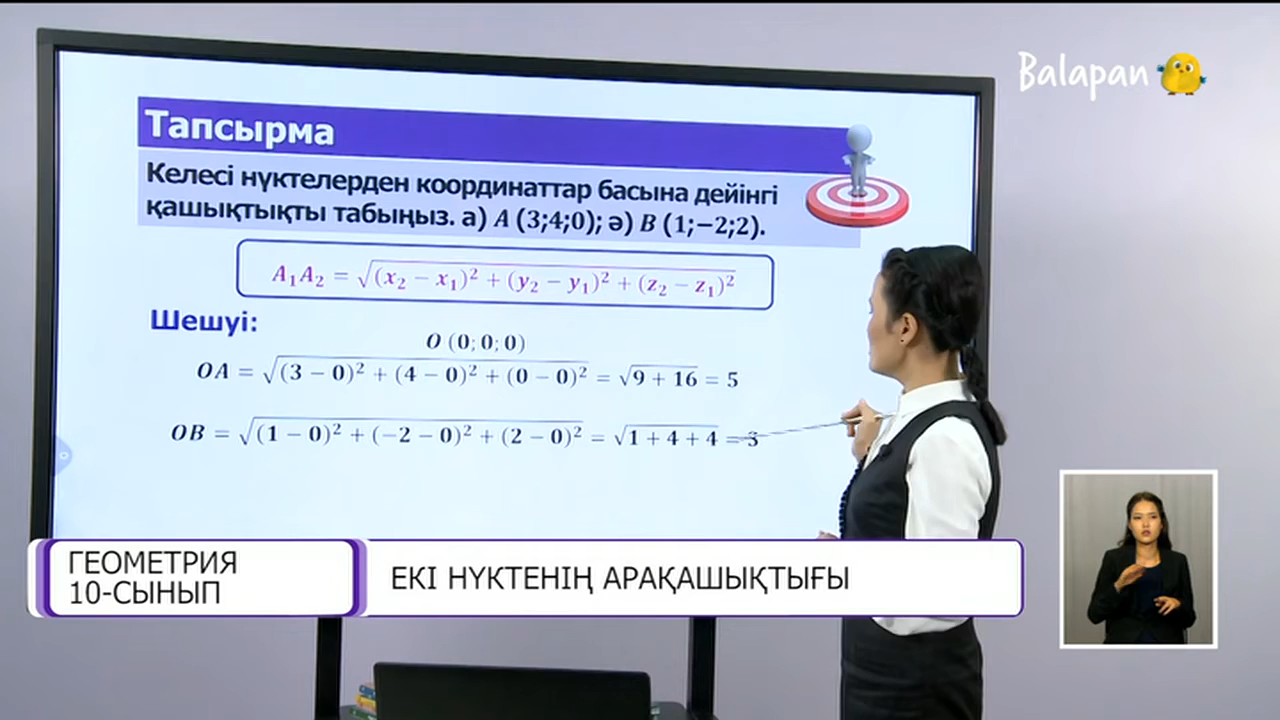 Balapan
Тапсырма
Келесі нүктелерден координаттар басына дейінгі
қашықтықты табыңыз. а) A (3;4;0); ә) B (1;−2;2).
A₁A₂ = √(x₂ − x₁)² + (y₂ − y₁)² + (z₂ − z₁)²
Шешуі:
O (0; 0; 0)
OA = √(3 − 0)² + (4 − 0)² + (0 − 0)² = √9 + 16 = 5
OB = √(1 − 0)² + (−2 − 0)² + (2 − 0)² = √1 + 4 + 4 = 3
ГЕОМЕТРИЯ
10-СЫНЫП
ЕКІ НҮКТЕНІҢ АРАҚАШЫҚТЫҒЫ